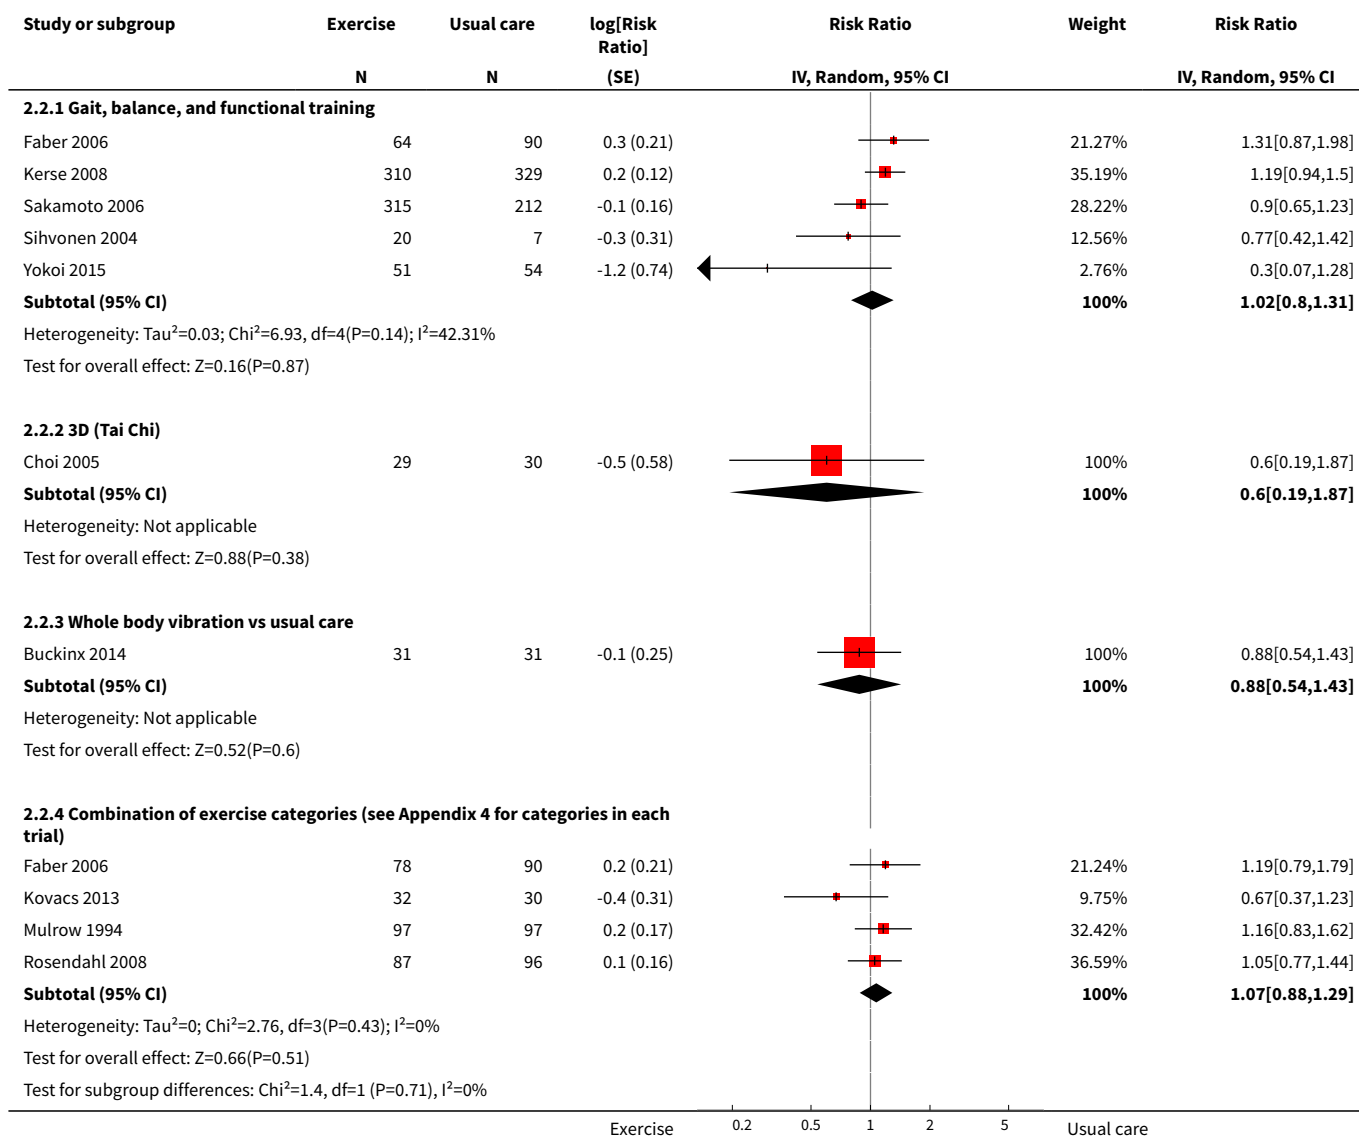 Study or subgroup Exercise Usual care log[Risk Ratio] Risk Ratio Weight Risk Ratio
N N (SE) IV, Random, 95% CI IV, Random, 95% CI
2.2.1 Gait, balance, and functional training
Faber 2006 64 90 0.3 (0.21) 21.27% 1.31[0.87,1.98]
Kerse 2008 310 329 0.2 (0.12) 35.19% 1.19[0.94,1.5]
Sakamoto 2006 315 212 -0.1 (0.16) 28.22% 0.9[0.65,1.23]
Sihvonen 2004 20 7 -0.3 (0.31) 12.56% 0.77[0.42,1.42]
Yokoi 2015 51 54 -1.2 (0.74) 2.76% 0.3[0.07,1.28]
Subtotal (95% CI) 100% 1.02[0.8,1.31]
Heterogeneity: Tau²=0.03; Chi²=6.93, df=4(P=0.14); I²=42.31%
Test for overall effect: Z=0.16(P=0.87)
2.2.2 3D (Tai Chi)
Choi 2005 29 30 -0.5 (0.58) 100% 0.6[0.19,1.87]
Subtotal (95% CI) 100% 0.6[0.19,1.87]
Heterogeneity: Not applicable
Test for overall effect: Z=0.88(P=0.38)
2.2.3 Whole body vibration vs usual care
Buckinx 2014 31 31 -0.1 (0.25) 100% 0.88[0.54,1.43]
Subtotal (95% CI) 100% 0.88[0.54,1.43]
Heterogeneity: Not applicable
Test for overall effect: Z=0.52(P=0.6)
2.2.4 Combination of exercise categories (see Appendix 4 for categories in each
trial)
Faber 2006 78 90 0.2 (0.21) 21.24% 1.19[0.79,1.79]
Kovacs 2013 32 30 -0.4 (0.31) 9.75% 0.67[0.37,1.23]
Mulrow 1994 97 97 0.2 (0.17) 32.42% 1.16[0.83,1.62]
Rosendahl 2008 87 96 0.1 (0.16) 36.59% 1.05[0.77,1.44]
Subtotal (95% CI) 100% 1.07[0.88,1.29]
Heterogeneity: Tau²=0; Chi²=2.76, df=3(P=0.43); I²=0%
Test for overall effect: Z=0.66(P=0.51)
Test for subgroup differences: Chi²=1.4, df=1 (P=0.71), I²=0%
Exercise 0.2 0.5 1 2 5 Usual care